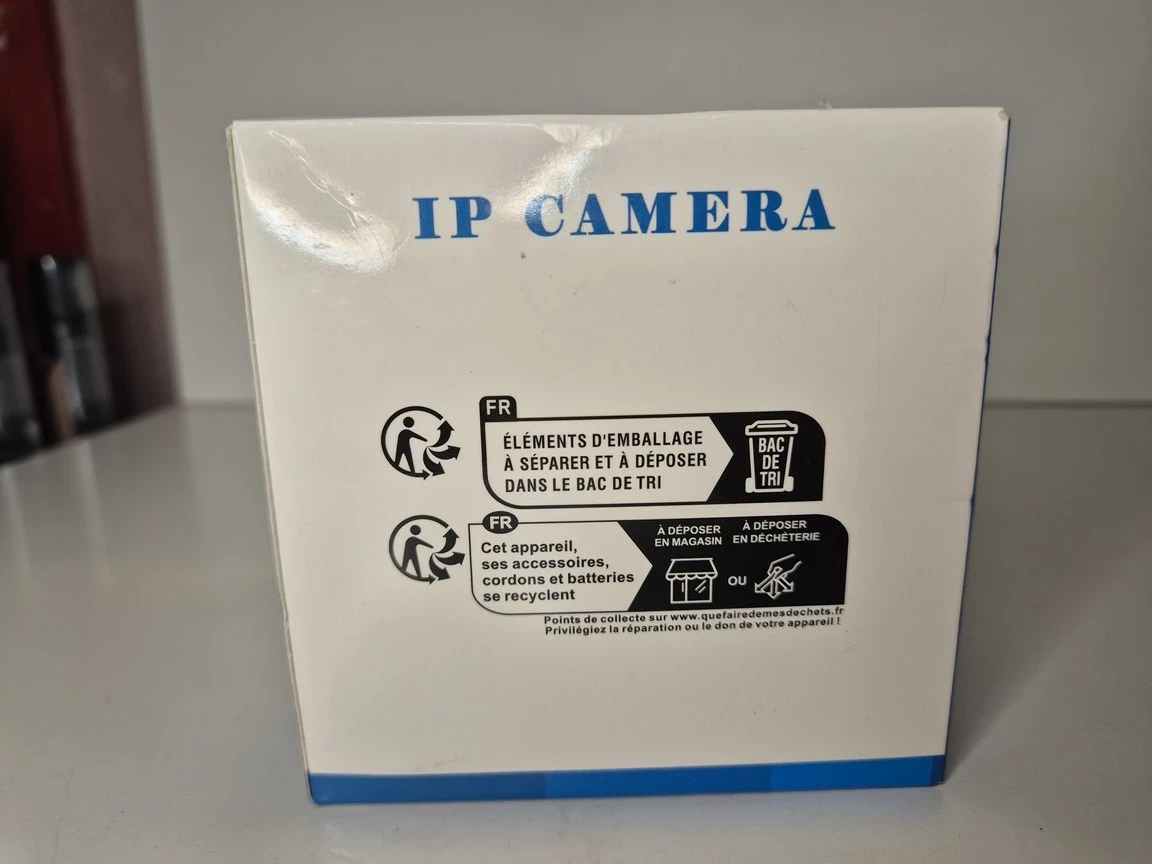 IP CAMERA
FR
ÉLÉMENTS D'EMBALLAGE
À SÉPARER ET À DÉPOSER
DANS LE BAC DE TRI
BAC
DE
TRI
FR
Cet appareil,
ses accessoires,
cordons et batteries
se recyclent
À DÉPOSER
EN MAGASIN
OU
À DÉPOSER
EN DÉCHÈTERIE
Points de collecte sur www.quefairedemesdechets.fr
Privilégiez la réparation ou le don de votre appareil !